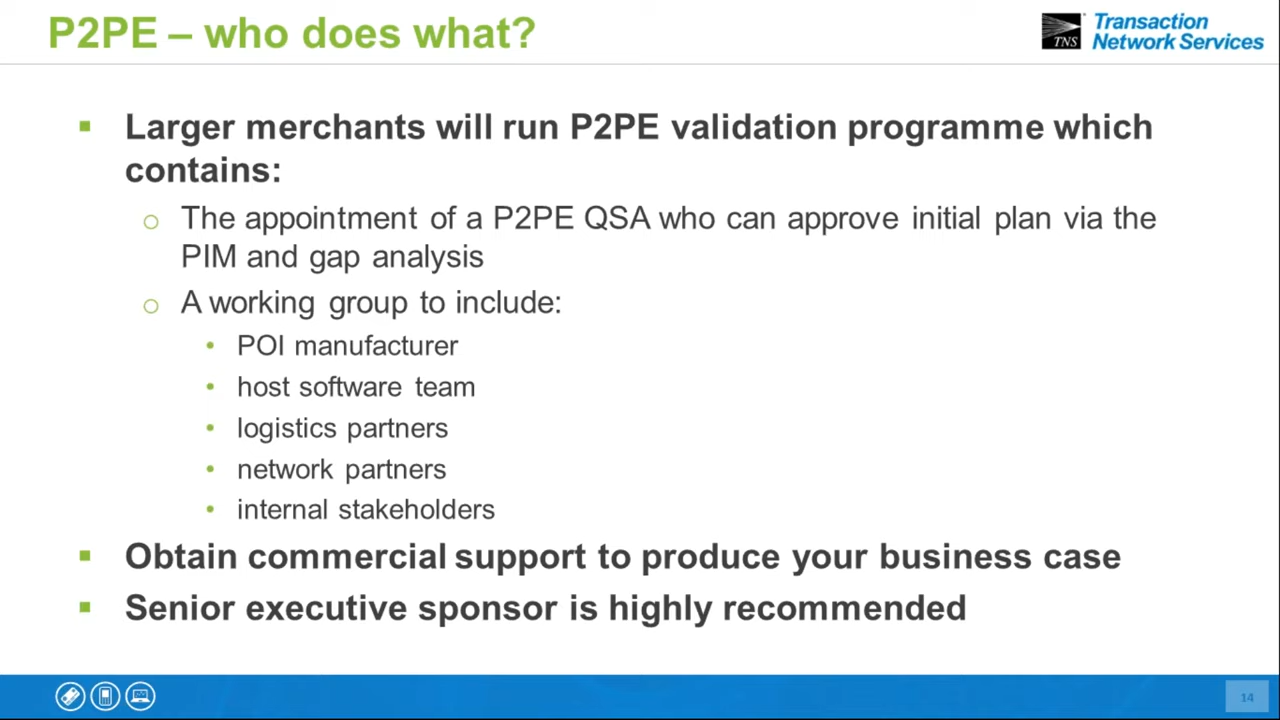 P2PE – who does what?
TNS
Transaction
Network Services
▪ Larger merchants will run P2PE validation programme which
contains:
o The appointment of a P2PE QSA who can approve initial plan via the
PIM and gap analysis
o A working group to include:
• POI manufacturer
• host software team
• logistics partners
• network partners
• internal stakeholders
▪ Obtain commercial support to produce your business case
▪ Senior executive sponsor is highly recommended
14